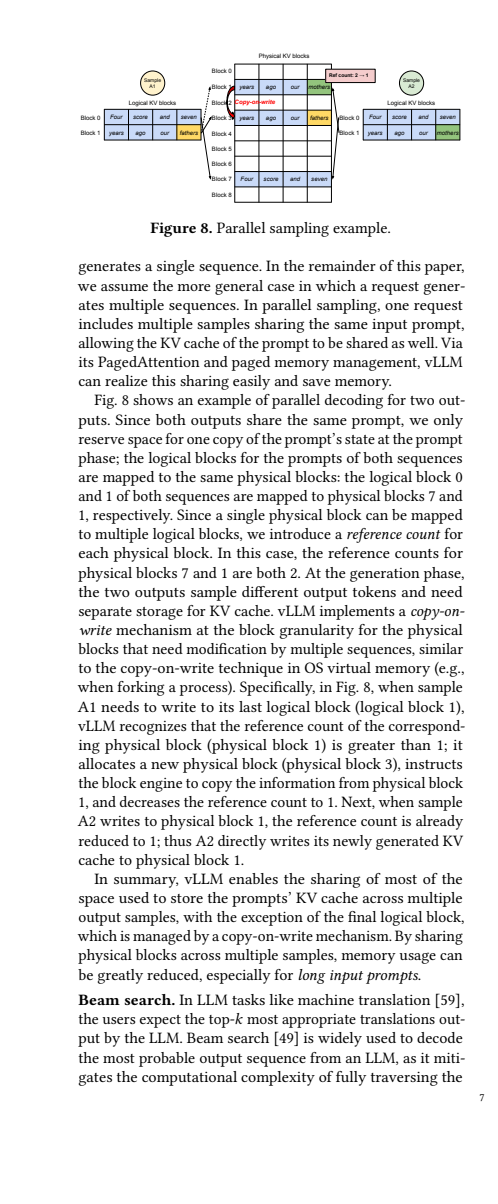 Physical KV blocks
Block 0
Sample A1
Sample A2
Ref count: 2 → 1
Block 1 years ago our mothers
Logical KV blocks
Logical KV blocks
Block 2 Copy-on-write
Block 0 Four score and seven
Block 3 years ago our fathers
Block 0 Four score and seven
Block 1 years ago our fathers
Block 4
Block 1 years ago our mothers
Block 5
Block 6
Block 7 Four score and seven
Block 8
Figure 8. Parallel sampling example.
generates a single sequence. In the remainder of this paper,
we assume the more general case in which a request gener-
ates multiple sequences. In parallel sampling, one request
includes multiple samples sharing the same input prompt,
allowing the KV cache of the prompt to be shared as well. Via
its PagedAttention and paged memory management, vLLM
can realize this sharing easily and save memory.
Fig. 8 shows an example of parallel decoding for two out-
puts. Since both outputs share the same prompt, we only
reserve space for one copy of the prompt's state at the prompt
phase; the logical blocks for the prompts of both sequences
are mapped to the same physical blocks: the logical block 0
and 1 of both sequences are mapped to physical blocks 7 and
1, respectively. Since a single physical block can be mapped
to multiple logical blocks, we introduce a reference count for
each physical block. In this case, the reference counts for
physical blocks 7 and 1 are both 2. At the generation phase,
the two outputs sample different output tokens and need
separate storage for KV cache. vLLM implements a copy-on-
write mechanism at the block granularity for the physical
blocks that need modification by multiple sequences, similar
to the copy-on-write technique in OS virtual memory (e.g.,
when forking a process). Specifically, in Fig. 8, when sample
A1 needs to write to its last logical block (logical block 1),
vLLM recognizes that the reference count of the correspond-
ing physical block (physical block 1) is greater than 1; it
allocates a new physical block (physical block 3), instructs
the block engine to copy the information from physical block
1, and decreases the reference count to 1. Next, when sample
A2 writes to physical block 1, the reference count is already
reduced to 1; thus A2 directly writes its newly generated KV
cache to physical block 1.
In summary, vLLM enables the sharing of most of the
space used to store the prompts' KV cache across multiple
output samples, with the exception of the final logical block,
which is managed by a copy-on-write mechanism. By sharing
physical blocks across multiple samples, memory usage can
be greatly reduced, especially for long input prompts.
Beam search. In LLM tasks like machine translation [59],
the users expect the top-k most appropriate translations out-
put by the LLM. Beam search [49] is widely used to decode
the most probable output sequence from an LLM, as it miti-
gates the computational complexity of fully traversing the
7